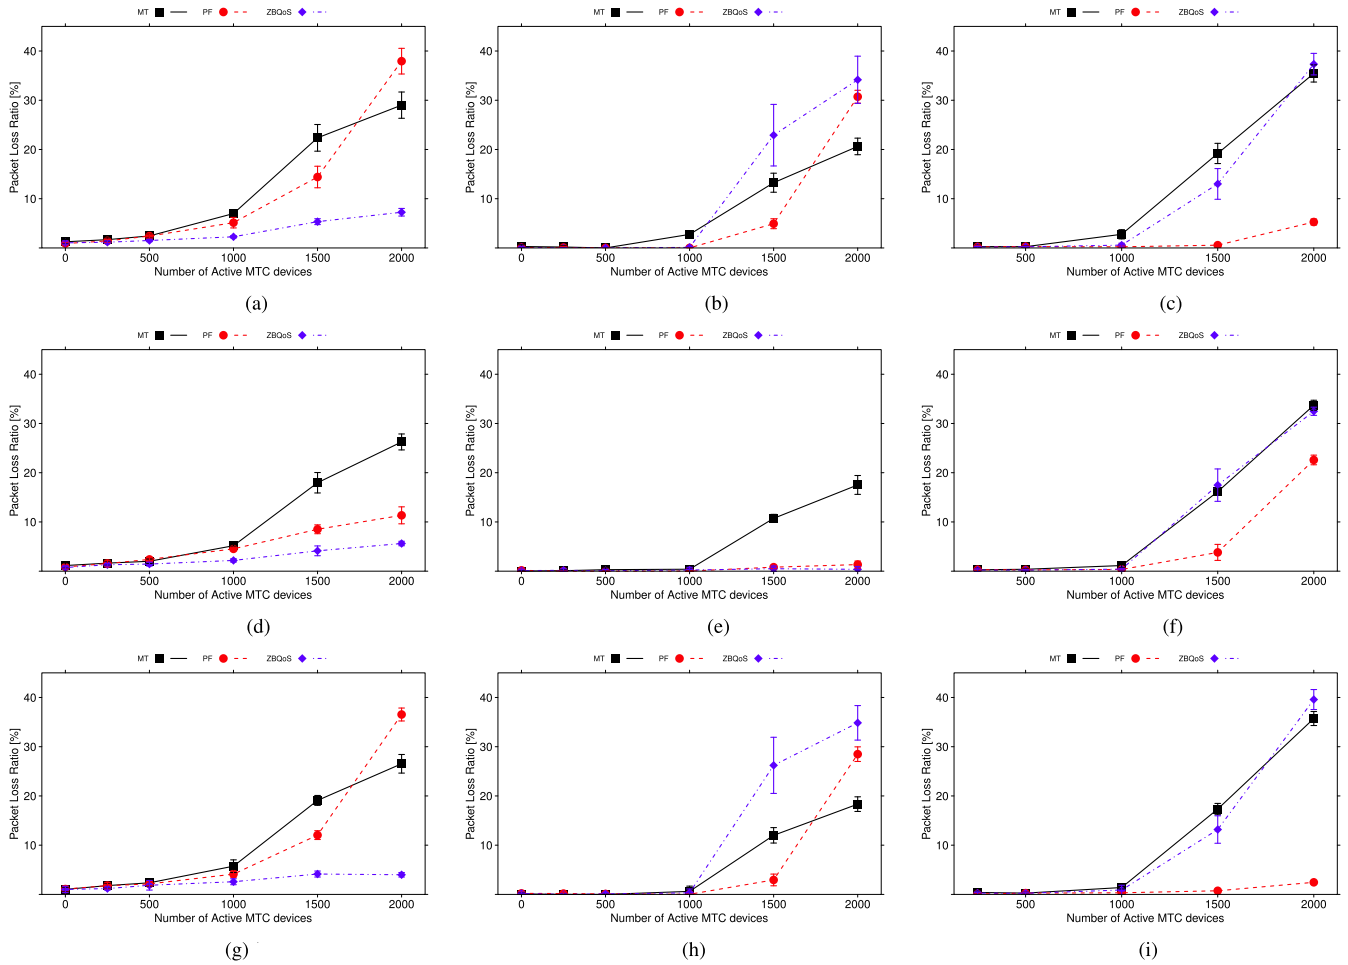 MT PF ZBQoS
MT PF ZBQoS
MT PF ZBQoS
Packet Loss Ratio [%]
40
30
20
10
0 500 1000 1500 2000
Number of Active MTC devices
(a)
Packet Loss Ratio [%]
40
30
20
10
0 500 1000 1500 2000
Number of Active MTC devices
(b)
Packet Loss Ratio [%]
40
30
20
10
500 1000 1500 2000
Number of Active MTC devices
(c)
MT PF ZBQoS
MT PF ZBQoS
MT PF ZBQoS
Packet Loss Ratio [%]
40
30
20
10
0 500 1000 1500 2000
Number of Active MTC devices
(d)
Packet Loss Ratio [%]
40
30
20
10
0 500 1000 1500 2000
Number of Active MTC devices
(e)
Packet Loss Ratio [%]
40
30
20
10
500 1000 1500 2000
Number of Active MTC devices
(f)
MT PF ZBQoS
MT PF ZBQoS
MT PF ZBQoS
Packet Loss Ratio [%]
40
30
20
10
0 500 1000 1500 2000
Number of Active MTC devices
(g)
Packet Loss Ratio [%]
40
30
20
10
0 500 1000 1500 2000
Number of Active MTC devices
(h)
Packet Loss Ratio [%]
40
30
20
10
500 1000 1500 2000
Number of Active MTC devices
(i)